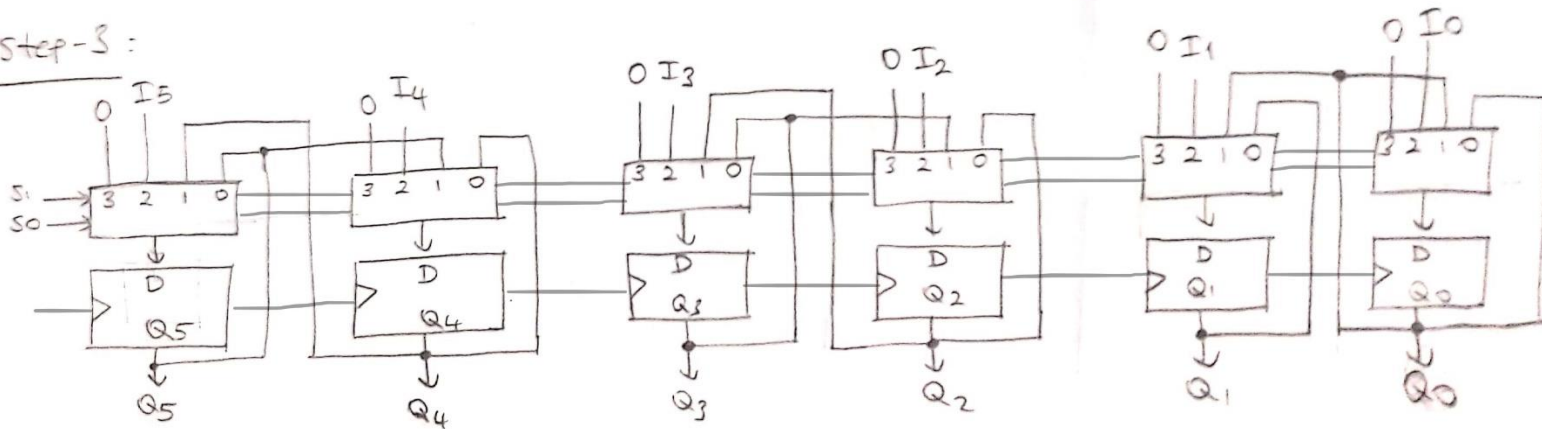 Step-3 :
0 I5 0 I4 0 I3 0 I2 0 I1 0 I0
S1 3 2 1 0 3 2 1 0 3 2 1 0 3 2 1 0 3 2 1 0 3 2 1 0
S0
D D D D D D
Q5 Q4 Q3 Q2 Q1 Q0
Q5 Q4 Q3 Q2 Q1 Q0